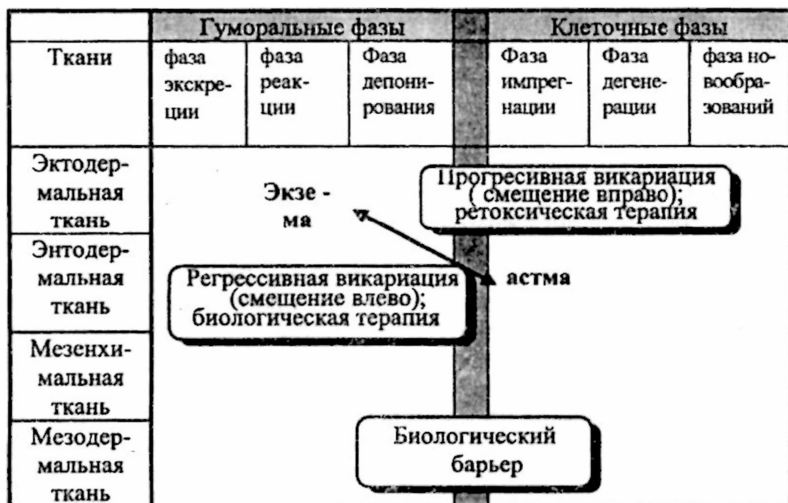 Гуморальные фазы
Клеточные фазы
Ткани
фаза
экскре-
ции
фаза
реак-
ции
Фаза
депони-
рования
Фаза
импрег-
нации
Фаза
дегене-
рации
фаза но-
вообра-
зований
Эктодер-
мальная
ткань
Экзе -
ма
Прогресивная викариация
( смещение вправо);
ретоксическая терапия
Энтодер-
мальная
ткань
Регрессивная викариация
(смещение влево);
биологическая терапия
астма
Мезенхи-
мальная
ткань
Мезодер-
мальная
ткань
Биологический
барьер